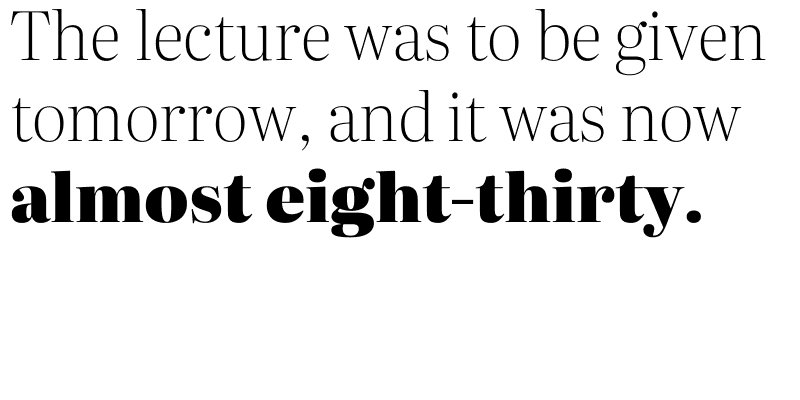 The lecture was to be given
tomorrow, and it was now
almost eight-thirty.